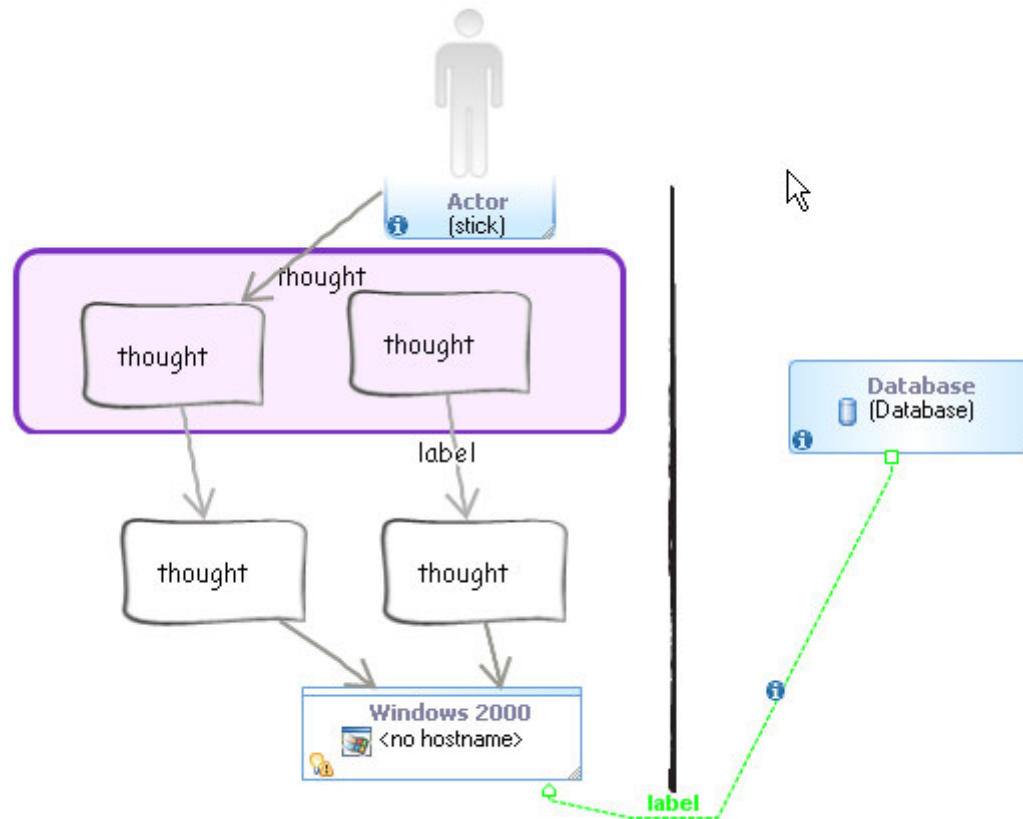 Actor
(stick)
thought
thought
thought
label
thought
thought
Database
(Database)
Windows 2000
<no hostname>
label